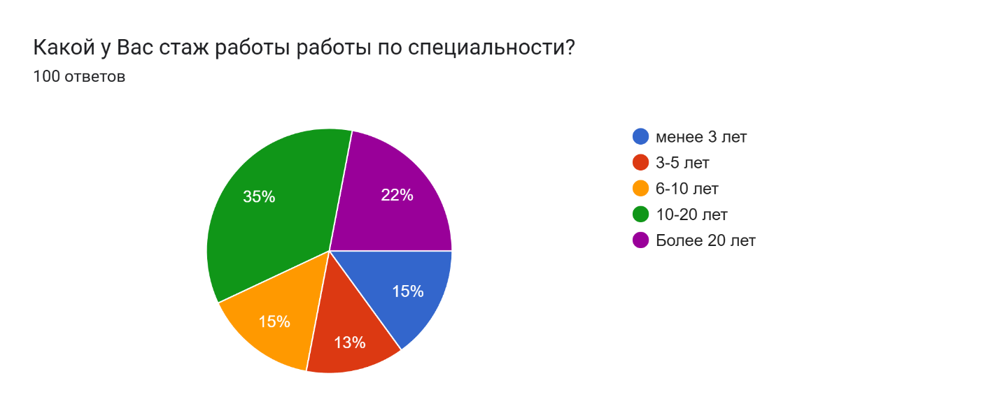 Какой у Вас стаж работы работы по специальности?
100 ответов
35%
22%
15%
15%
13%
менее 3 лет
3-5 лет
6-10 лет
10-20 лет
Более 20 лет